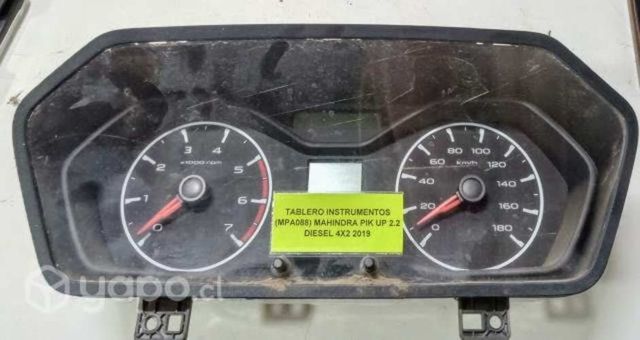 80 100
3 4 60 km/h 120
2 x1000 rpm 5 40 140
1 6 20 160
0 7 0 180
TABLERO INSTRUMENTOS
(MPA088) MAHINDRA PIK UP 2.2
DIESEL 4X2 2019
yapo.cl